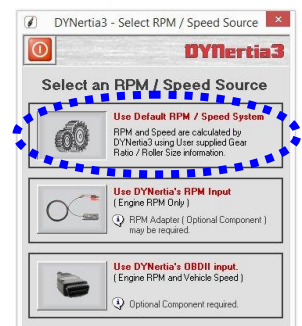 DYNertia3 - Select RPM / Speed Source
DYNertia3
Select an RPM / Speed Source
Use Default RPM / Speed System
RPM and Speed are calculated by
DYNertia3 using User supplied Gear
Ratio / Roller Size information.
Use DYNertia's RPM Input
( Engine RPM Only )
RPM Adapter ( Optional Component )
may be required.
Use DYNertia's OBDII input.
( Engine RPM and Vehicle Speed )
Optional Component required.